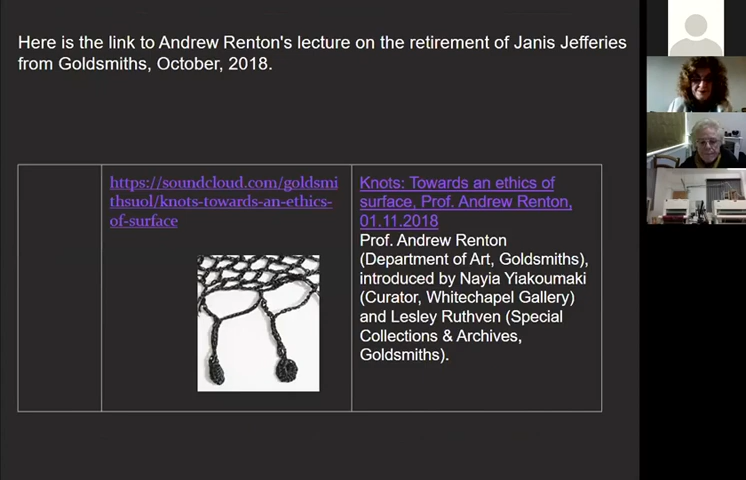 Here is the link to Andrew Renton's lecture on the retirement of Janis Jefferies
from Goldsmiths, October, 2018.
https://soundcloud.com/goldsmi
thsuol/knots-towards-an-ethics-
of-surface
Knots: Towards an ethics of
surface, Prof. Andrew Renton,
01.11.2018
Prof. Andrew Renton
(Department of Art, Goldsmiths),
introduced by Nayia Yiakoumaki
(Curator, Whitechapel Gallery)
and Lesley Ruthven (Special
Collections & Archives,
Goldsmiths).